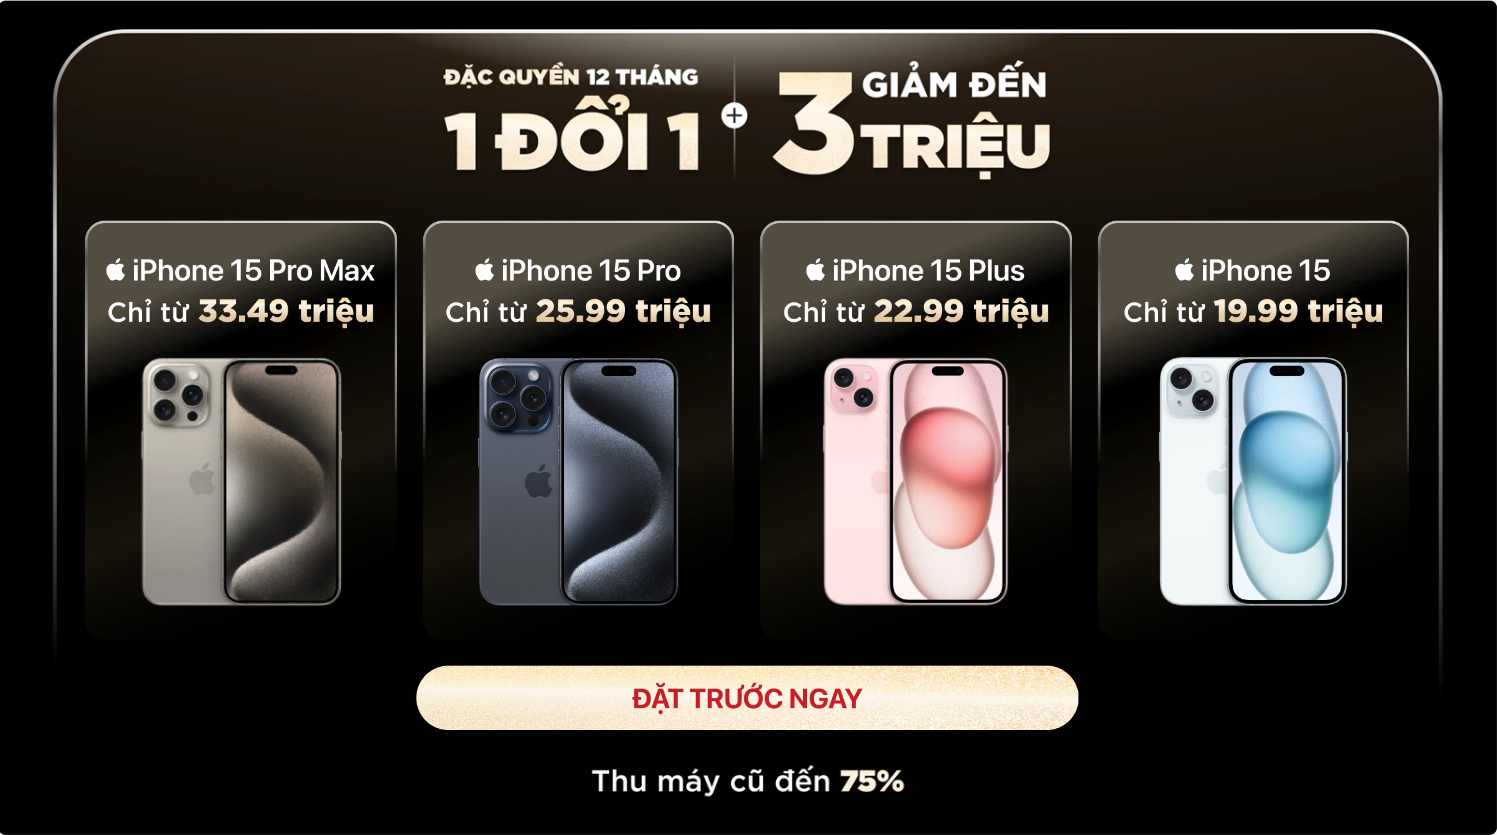 ĐẶC QUYỀN 12 THÁNG
1 ĐỔI 1
+
GIẢM ĐẾN
3 TRIỆU
iPhone 15 Pro Max
Chỉ từ 33.49 triệu
iPhone 15 Pro
Chỉ từ 25.99 triệu
iPhone 15 Plus
Chỉ từ 22.99 triệu
iPhone 15
Chỉ từ 19.99 triệu
ĐẶT TRƯỚC NGAY
Thu máy cũ đến 75%